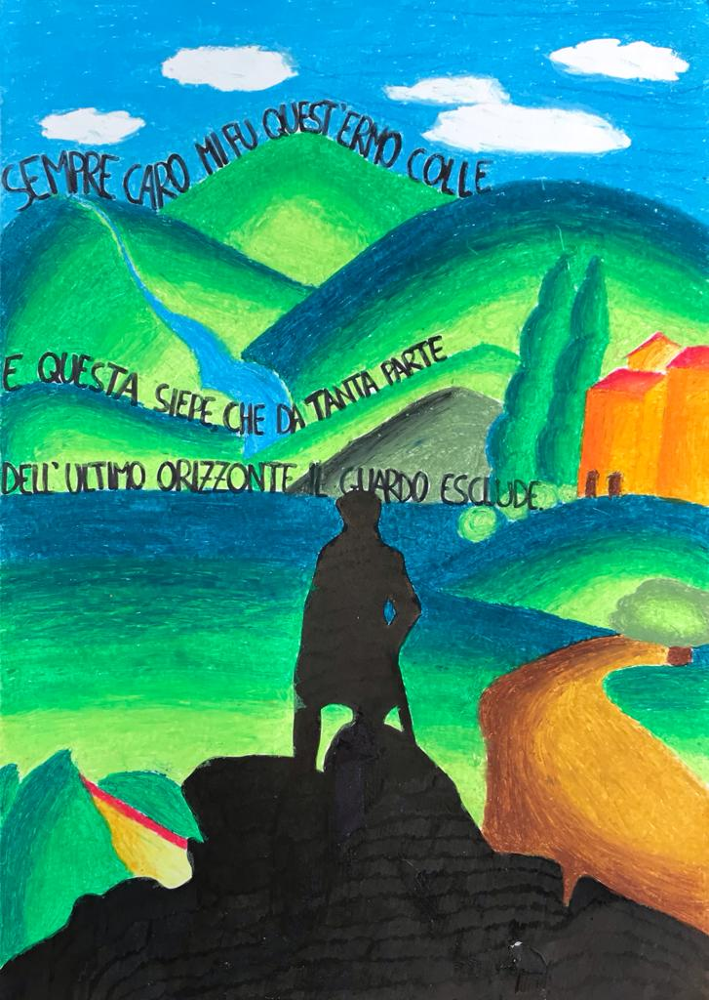 SEMPRE CARO MI FU QUEST'ERMO COLLE
E QUESTA SIEPE, CHE DA TANTA PARTE
DELL'ULTIMO ORIZZONTE IL GUARDO ESCLUDE.